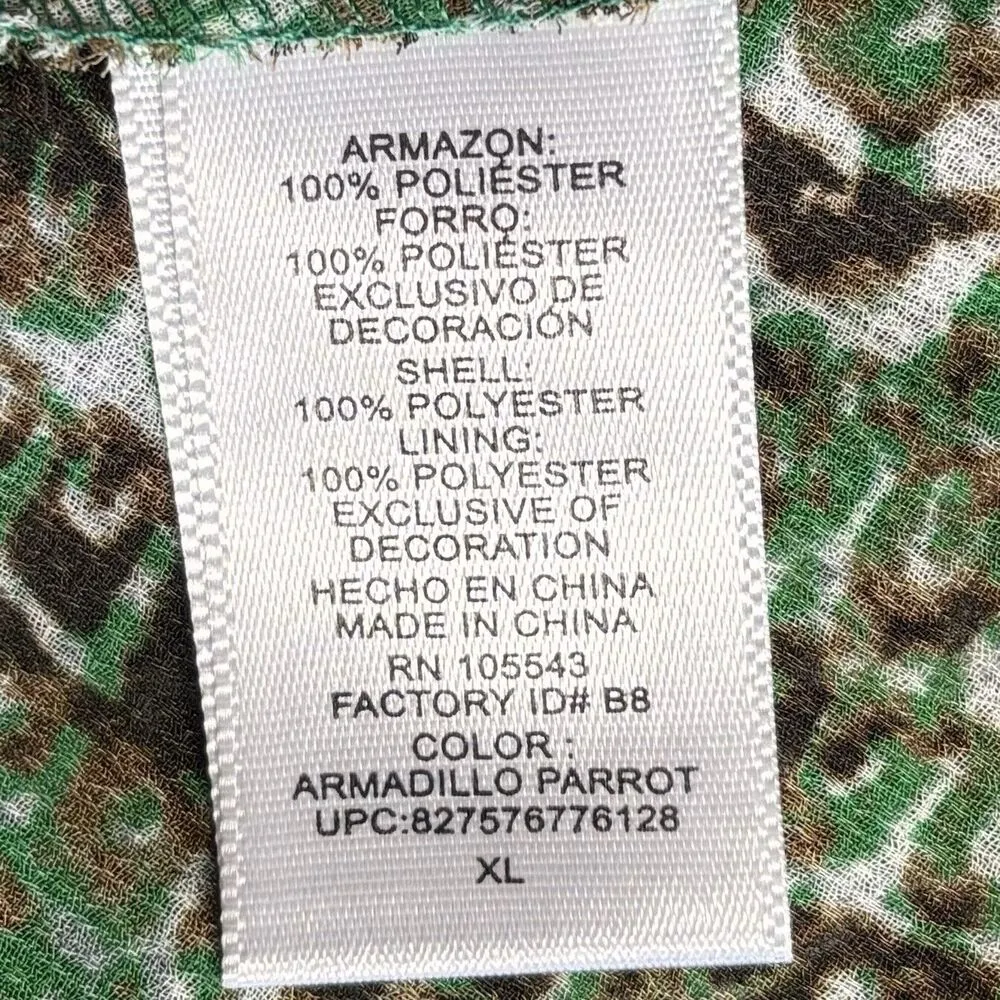 ARMAZON:
100% POLIÉSTER
FORRO:
100% POLIÉSTER
EXCLUSIVO DE
DECORACIÓN
SHELL:
100% POLYESTER
LINING:
100% POLYESTER
EXCLUSIVE OF
DECORATION
HECHO EN CHINA
MADE IN CHINA
RN 105543
FACTORY ID# B8
COLOR :
ARMADILLO PARROT
UPC:827576776128
XL